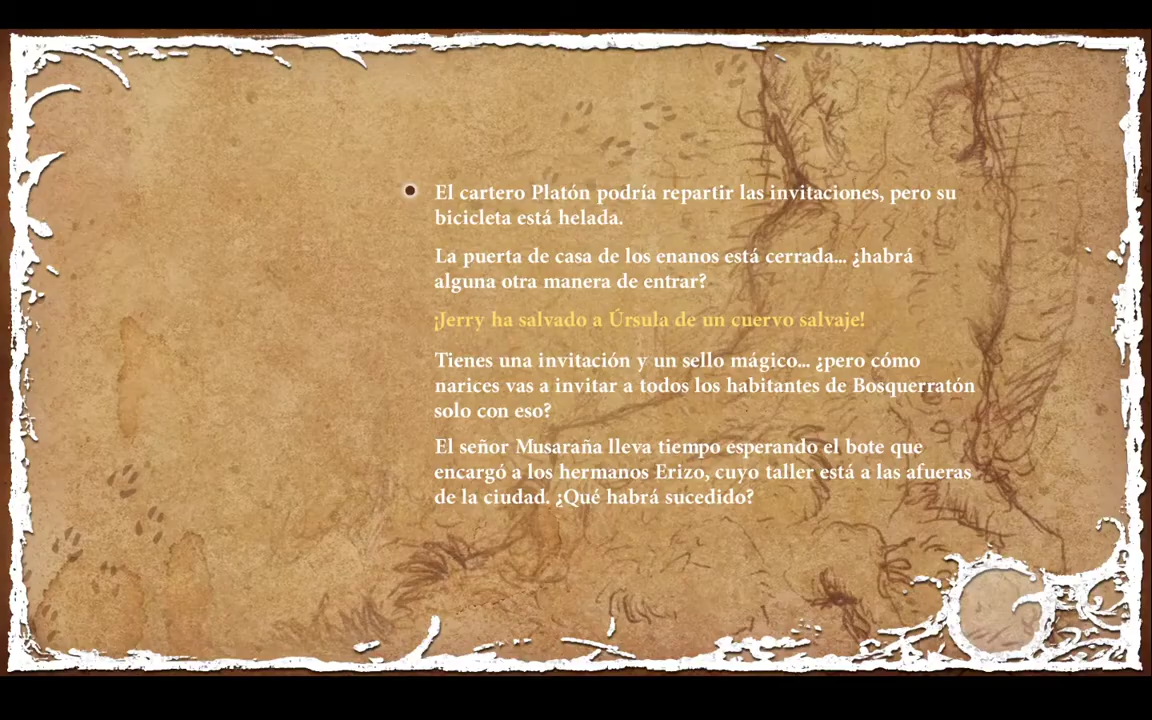 El cartero Platón podría repartir las invitaciones, pero su
bicicleta está helada.
La puerta de casa de los enanos está cerrada... ¿habrá
alguna otra manera de entrar?
¡Jerry ha salvado a Úrsula de un cuervo salvaje!
Tienes una invitación y un sello mágico... ¿pero cómo
narices vas a invitar a todos los habitantes de Bosquerratón
solo con eso?
El señor Musaraña lleva tiempo esperando el bote que
encargó a los hermanos Erizo, cuyo taller está a las afueras
de la ciudad. ¿Qué habrá sucedido?